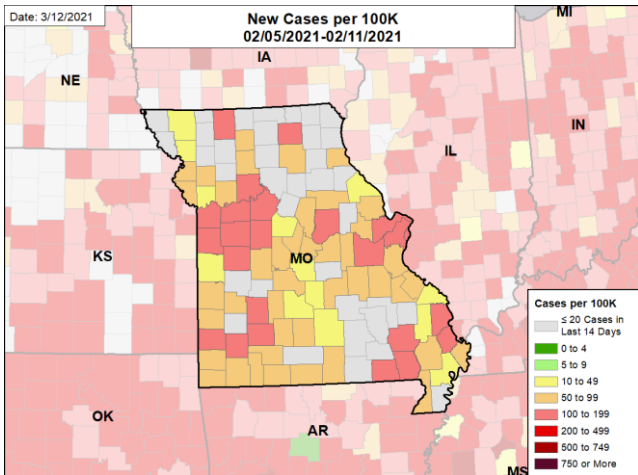 Date: 3/12/2021
New Cases per 100K
02/05/2021-02/11/2021
MI
IA
NE
IN
IL
KS
MO
OK
AR
MS
Cases per 100K
≤ 20 Cases in
Last 14 Days
0 to 4
5 to 9
10 to 49
50 to 99
100 to 199
200 to 499
500 to 749
750 or More